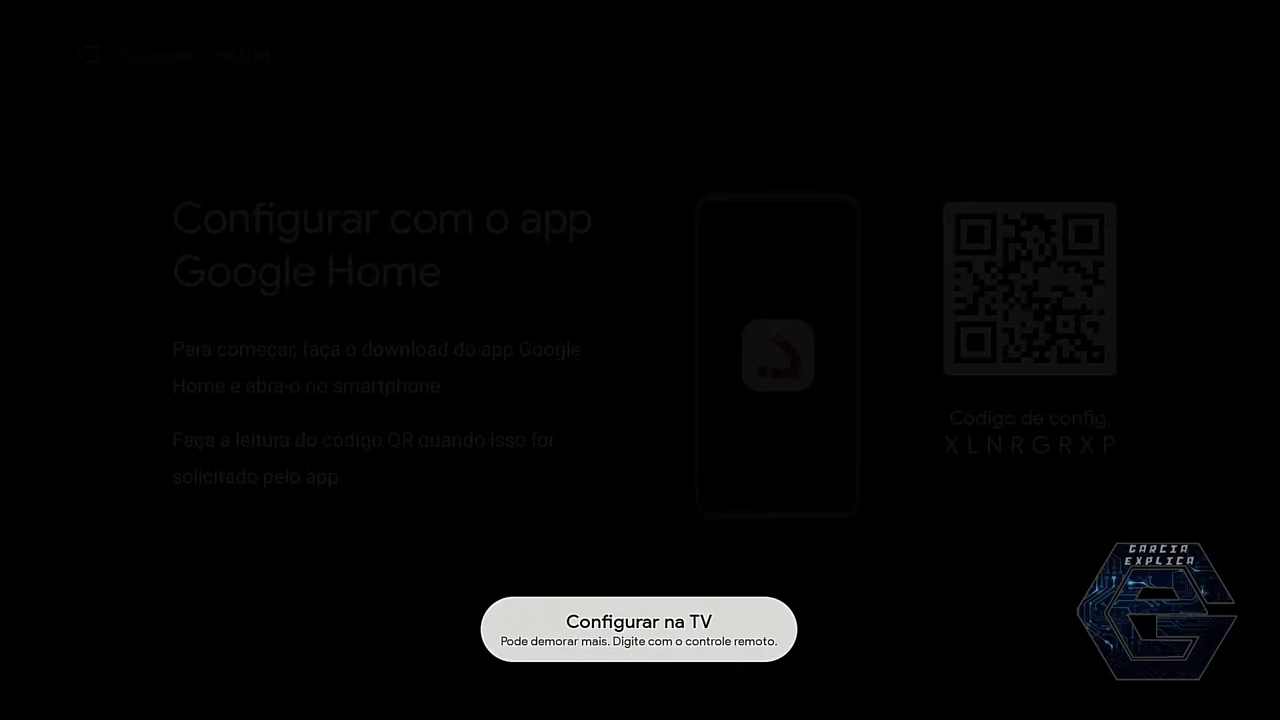 Configurar com o app
Google Home
Para começar, faça o download do app Google
Home e abra-o no smartphone
Faça a leitura do código QR quando isso for
solicitado pelo app
Código de config.
XLNRGRXP
Configurar na TV
Pode demorar mais. Digite com o controle remoto.
GARCIA
EXPLICA